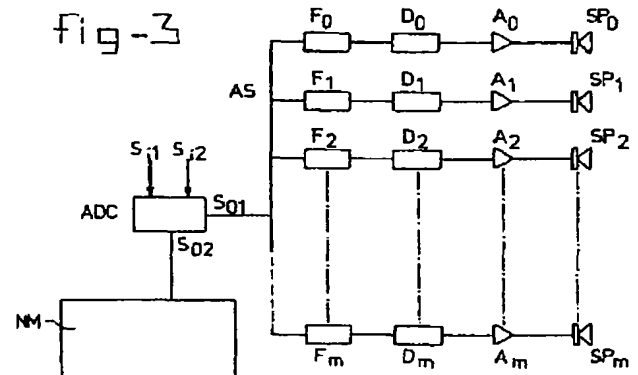 fig-3
F0 D0 A0 SP0
AS F1 D1 A1 SP1
F2 D2 A2 SP2
Si1 Si2
ADC S01
S02
NM
Fm Dm Am SPm